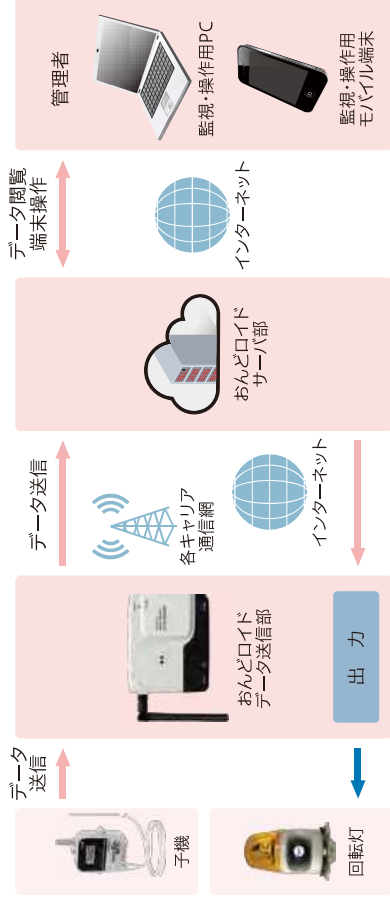 データ
送信
子機
回転灯
おんどロイド
データ送信部
出 力
データ送信
各キャリア
通信網
インターネット
おんどロイド
サーバ部
データ閲覧
端末操作
インターネット
管理者
監視・操作用PC
監視・操作用
モバイル端末